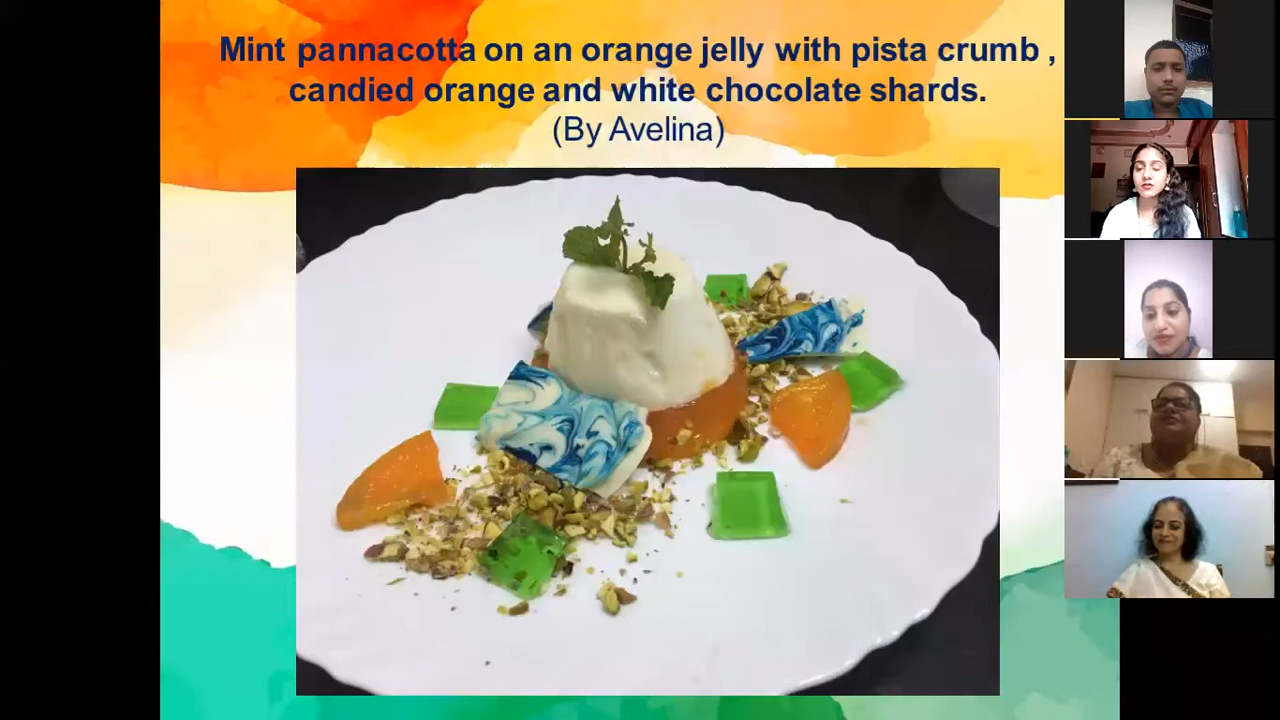 Mint pannacotta on an orange jelly with pista crumb ,
candied orange and white chocolate shards.
(By Avelina)